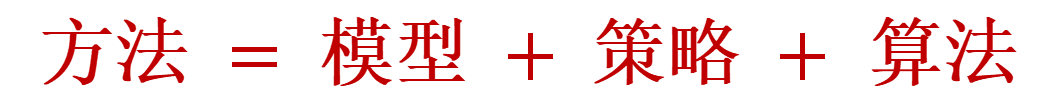 方法 = 模型 + 策略 + 算法